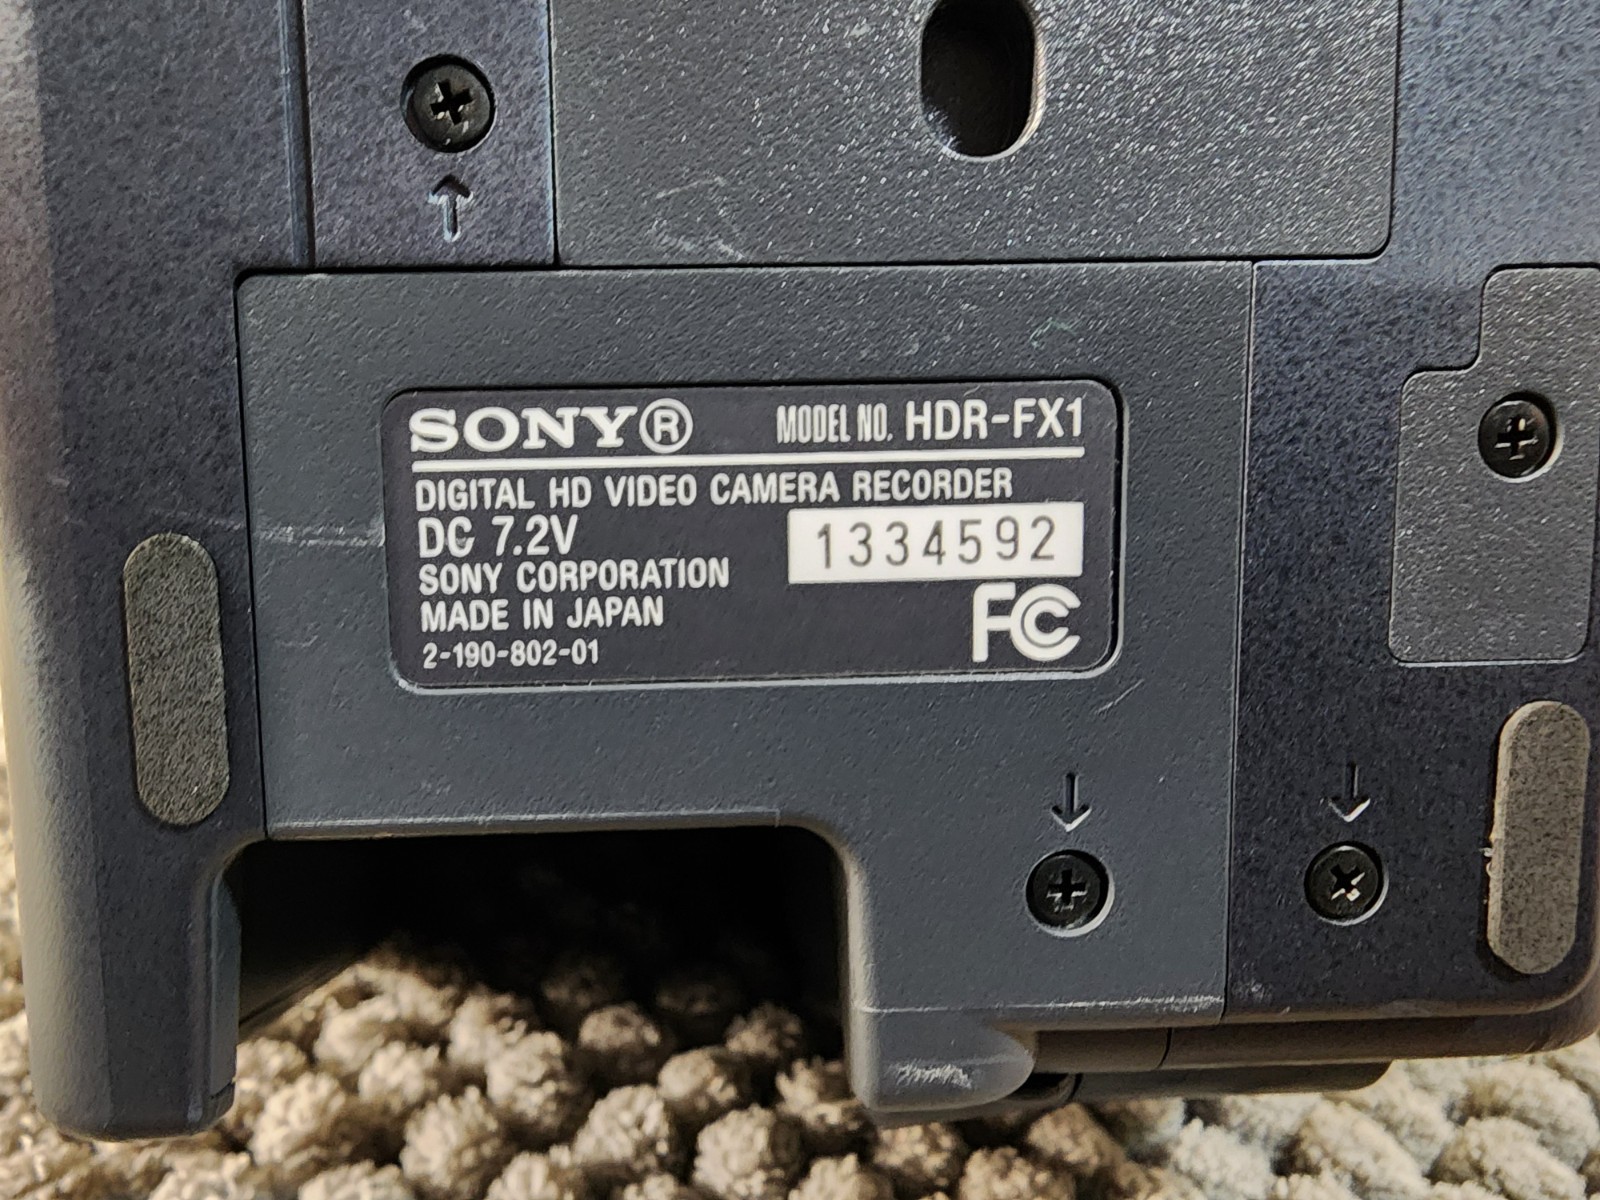 SONY® MODEL NO. HDR-FX1
DIGITAL HD VIDEO CAMERA RECORDER
DC 7.2V 1334592
SONY CORPORATION
MADE IN JAPAN
2-190-802-01
FC